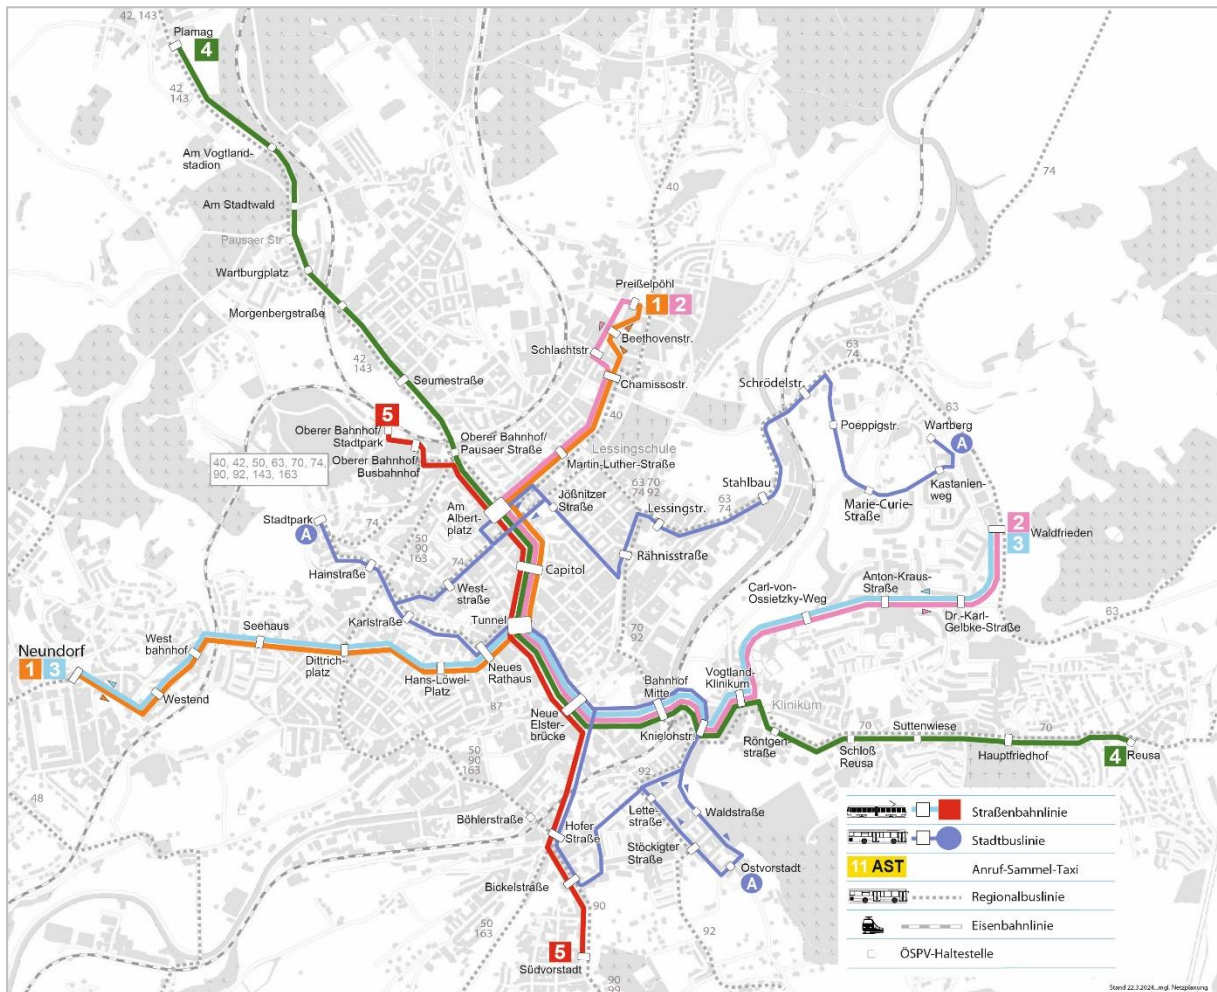 42, 143
Plamag
4
42
143
Am Vogtland-
stadion
Am Stadtwald
Pausaer Str
Wartburgplatz
Morgenbergstraße
42
143
Seumestraße
40
74
Preißelpöhl
1 2
Beethovenstr.
Schlachtstr.
Chamissostr.
40
5
Oberer Bahnhof/
Stadtpark
Oberer Bahnhof/
Busbahnhof
Oberer Bahnhof/
Pausaer Straße
40, 42, 50, 63, 70, 74,
90, 92, 143, 163
Lessingschule
Martin-Luther-Straße
63 70
74 92
63
74
Schrödelstr.
63
74
Poeppigstr.
63
Wartberg
A
Kastanien-
weg
Marie-Curie-
Straße
Stahlbau
Lessingstr.
Rähnisstraße
Jößnitzer
Straße
Am
Albert-
platz
Stadtpark
A
74
50
90
163
74
Hainstraße
West-
straße
Karlstraße
Capitol
Tunnel
70
92
2
3
Waldfrieden
Anton-Kraus-
Straße
Carl-von-
Ossietzky-Weg
Dr.-Karl-
Gelbke-Straße
Neundorf
1 3
West
bahnhof
Seehaus
Westend
Dittrich-
platz
Hans-Löwel-
Platz
Neues
Rathaus
87
Neue
Elster-
brücke
Bahnhof
Mitte
Knielohstr.
Vogtland-
Klinikum
Klinikum
Röntgen-
straße
70
Schloß
Reusa
Suttenwiese
Hauptfriedhof
70
4
Reusa
48
50
90
163
92
Böhlerstraße
Hofer
Straße
Lette-
straße
Waldstraße
Stöckigter
Straße
Ostvorstadt
A
Bickelstraße
90
50
163
92
5
Südvorstadt
90
99
Straßenbahnlinie
Stadtbuslinie
11 AST Anruf-Sammel-Taxi
Regionalbuslinie
Eisenbahnlinie
ÖSPV-Haltestelle